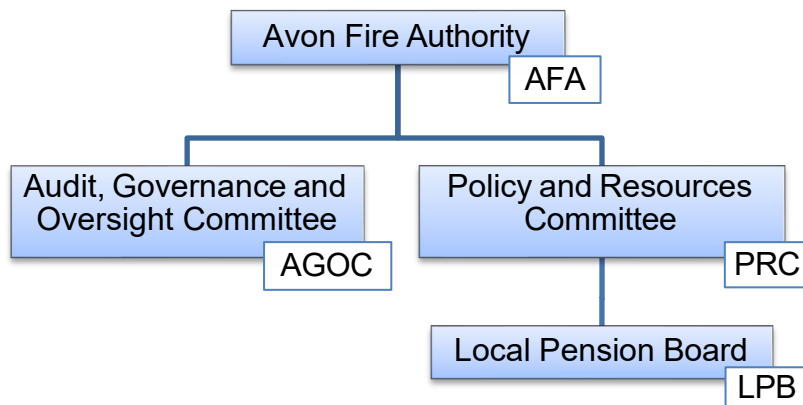 Avon Fire Authority
AFA
Audit, Governance and
Oversight Committee
AGOC
Policy and Resources
Committee
PRC
Local Pension Board
LPB